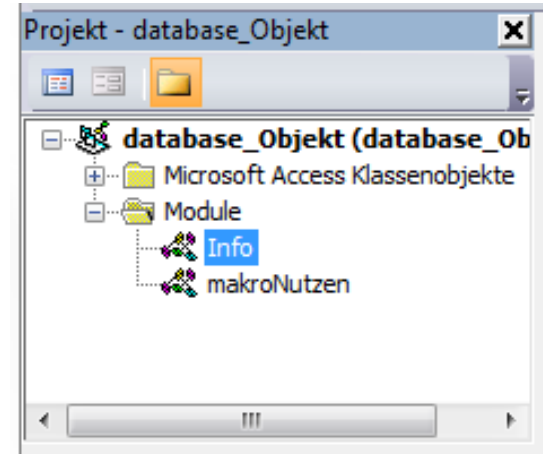 Projekt - database_Objekt
database_Objekt (database_Ob
Microsoft Access Klassenobjekte
Module
Info
makroNutzen